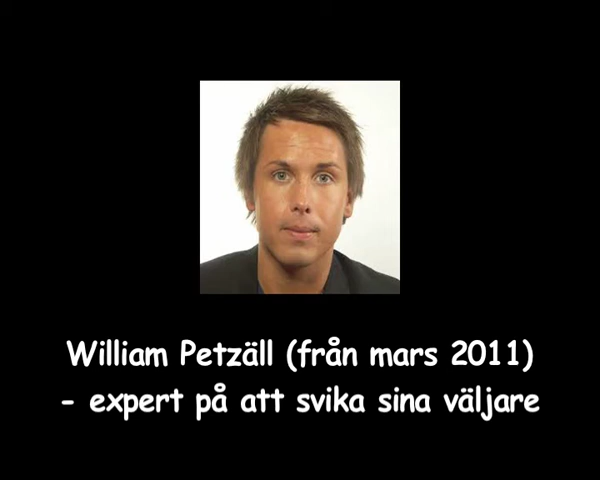 William Petzäll (från mars 2011)
- expert på att svika sina väljare